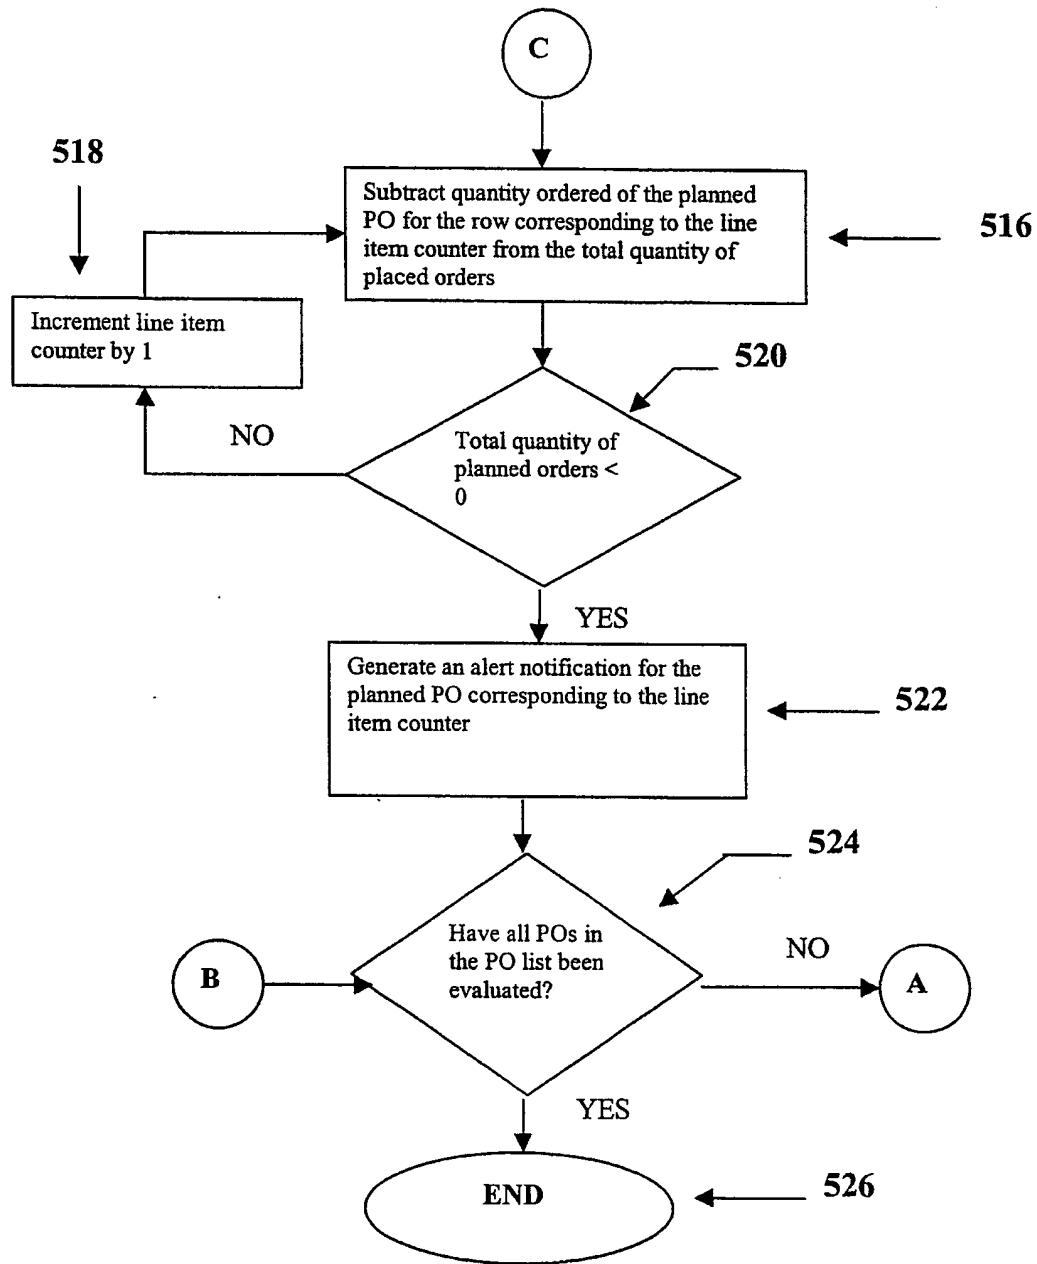 C
518
Subtract quantity ordered of the planned
PO for the row corresponding to the line
item counter from the total quantity of
placed orders
516
Increment line item
counter by 1
520
NO
Total quantity of
planned orders <
0
YES
Generate an alert notification for the
planned PO corresponding to the line
item counter
522
524
Have all POs in
the PO list been
evaluated?
NO
B
A
YES
END
526